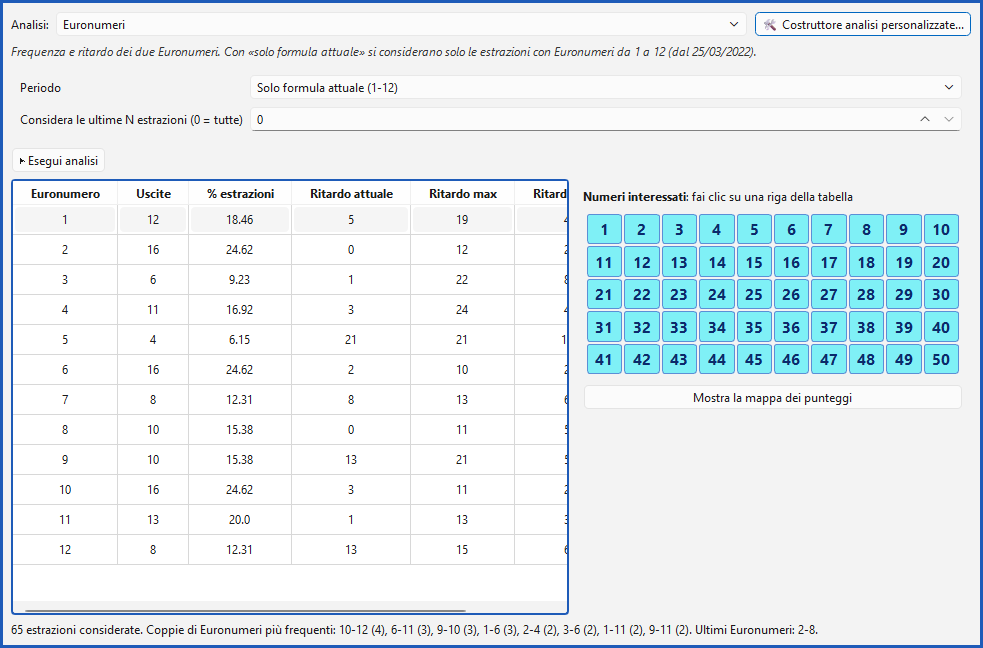 Analisi: Euronumeri Costruttore analisi personalizzate...
Frequenza e ritardo dei due Euronumeri. Con «solo formula attuale» si considerano solo le estrazioni con Euronumeri da 1 a 12 (dal 25/03/2022).
Periodo Solo formula attuale (1-12)
Considera le ultime N estrazioni (0 = tutte) 0
Esegui analisi
Euronumero Uscite % estrazioni Ritardo attuale Ritardo max Ritard
1 12 18.46 5 19
2 16 24.62 0 12
3 6 9.23 1 22
4 11 16.92 3 24
5 4 6.15 21 21
6 16 24.62 2 10
7 8 12.31 8 13
8 10 15.38 0 11
9 10 15.38 13 21
10 16 24.62 3 11
11 13 20.0 1 13
12 8 12.31 13 15
Numeri interessati: fai clic su una riga della tabella
1 2 3 4 5 6 7 8 9 10
11 12 13 14 15 16 17 18 19 20
21 22 23 24 25 26 27 28 29 30
31 32 33 34 35 36 37 38 39 40
41 42 43 44 45 46 47 48 49 50
Mostra la mappa dei punteggi
65 estrazioni considerate. Coppie di Euronumeri più frequenti: 10-12 (4), 6-11 (3), 9-10 (3), 1-6 (3), 2-4 (2), 3-6 (2), 1-11 (2), 9-11 (2). Ultimi Euronumeri: 2-8.